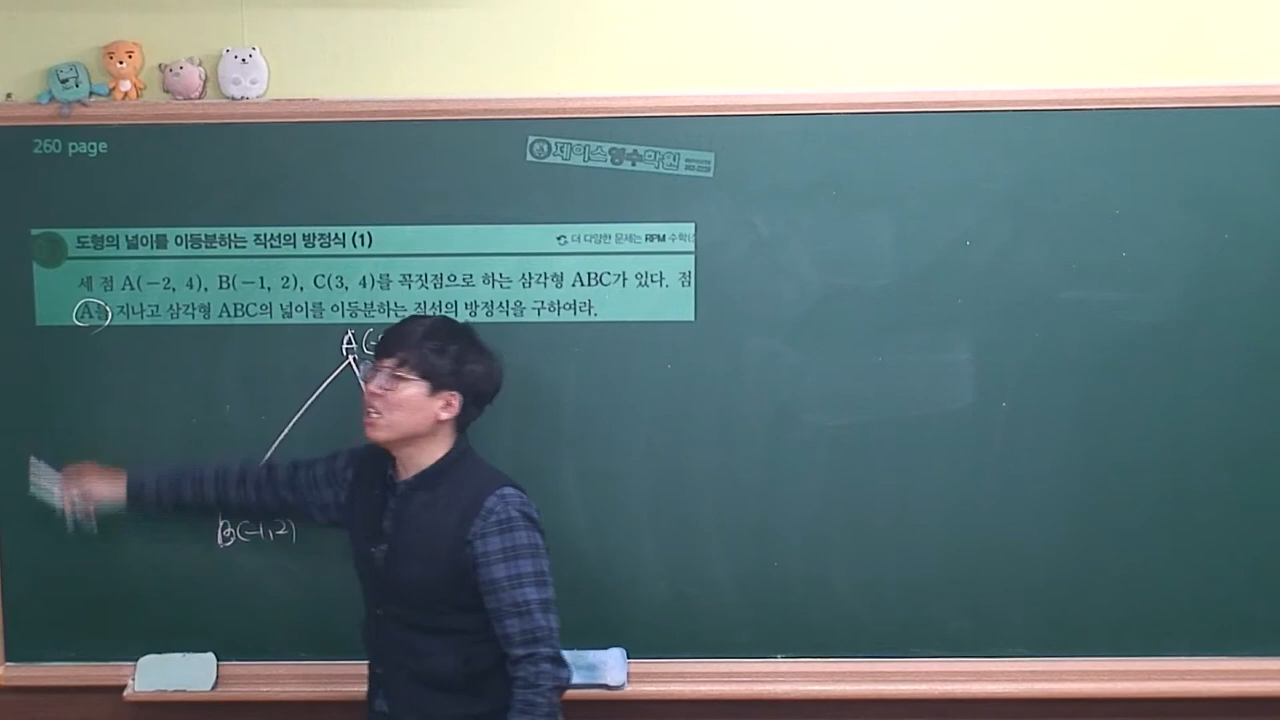 260 page
제이스영수학원
도형의 넓이를 이등분하는 직선의 방정식 (1)
더 다양한 문제는 RPM 수학
세 점 A(−2, 4), B(−1, 2), C(3, 4)를 꼭짓점으로 하는 삼각형 ABC가 있다. 점
A를 지나고 삼각형 ABC의 넓이를 이등분하는 직선의 방정식을 구하여라.
A(-
B(-1,2)